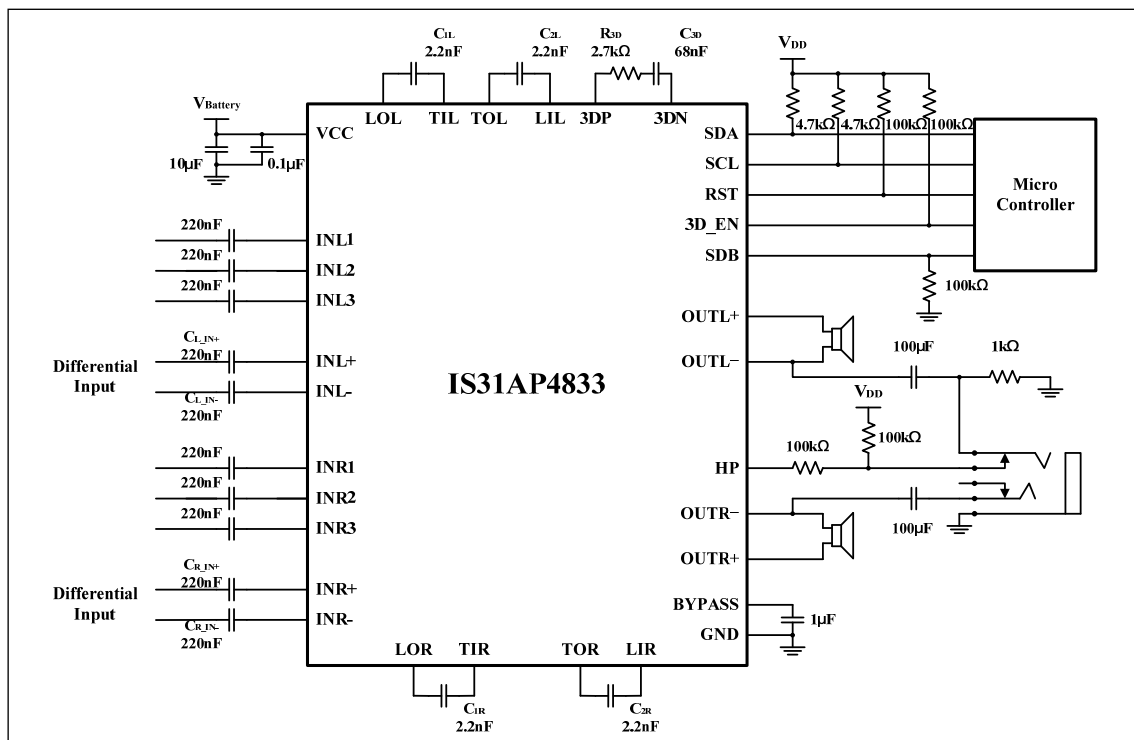 C1L
2.2nF
C2L
2.2nF
R3D
2.7kΩ
C3D
68nF
VDD
LOL
TIL
TOL
LIL
3DP
3DN
VBattery
VCC
10µF
0.1µF
4.7kΩ
4.7kΩ
100kΩ
100kΩ
SDA
SCL
RST
3D_EN
SDB
Micro
Controller
100kΩ
220nF
INL1
220nF
INL2
220nF
INL3
OUTL+
OUTL−
100µF
1kΩ
Differential
Input
CL_IN+
220nF
INL+
INL-
CL_IN-
220nF
IS31AP4833
VDD
100kΩ
100kΩ
HP
220nF
INR1
220nF
INR2
220nF
INR3
OUTR−
100µF
OUTR+
Differential
Input
CR_IN+
220nF
INR+
INR-
CR_IN-
220nF
BYPASS
1µF
GND
LOR
TIR
TOR
LIR
C1R
2.2nF
C2R
2.2nF